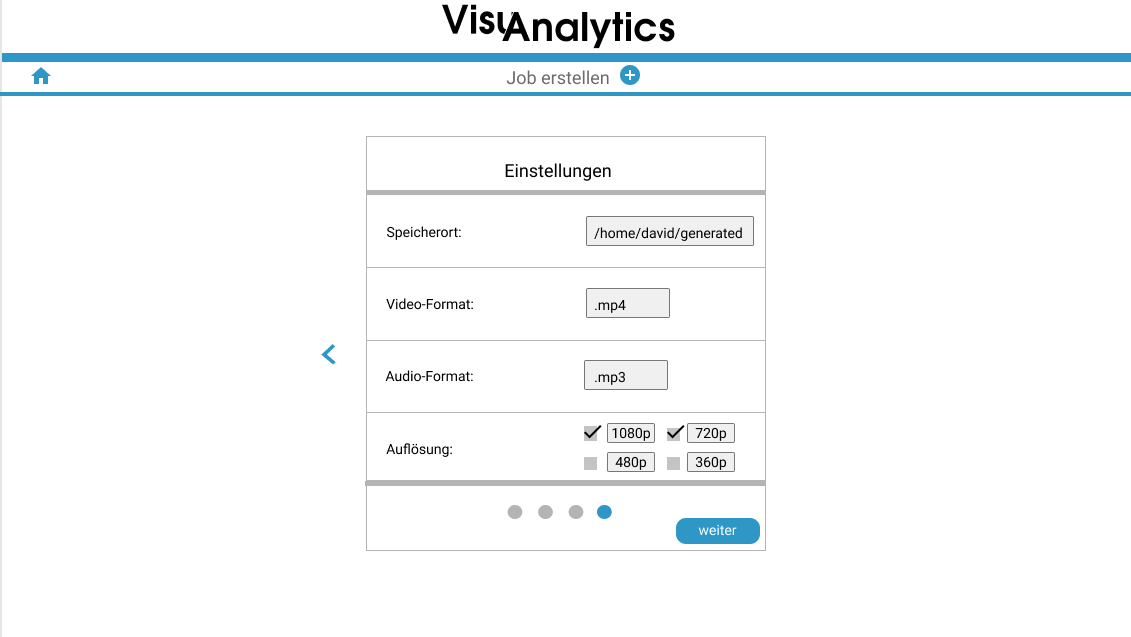 VisuAnalytics
Job erstellen
Einstellungen
Speicherort: /home/david/generated
Video-Format: .mp4
Audio-Format: .mp3
1080p 720p
Auflösung:
480p 360p
weiter